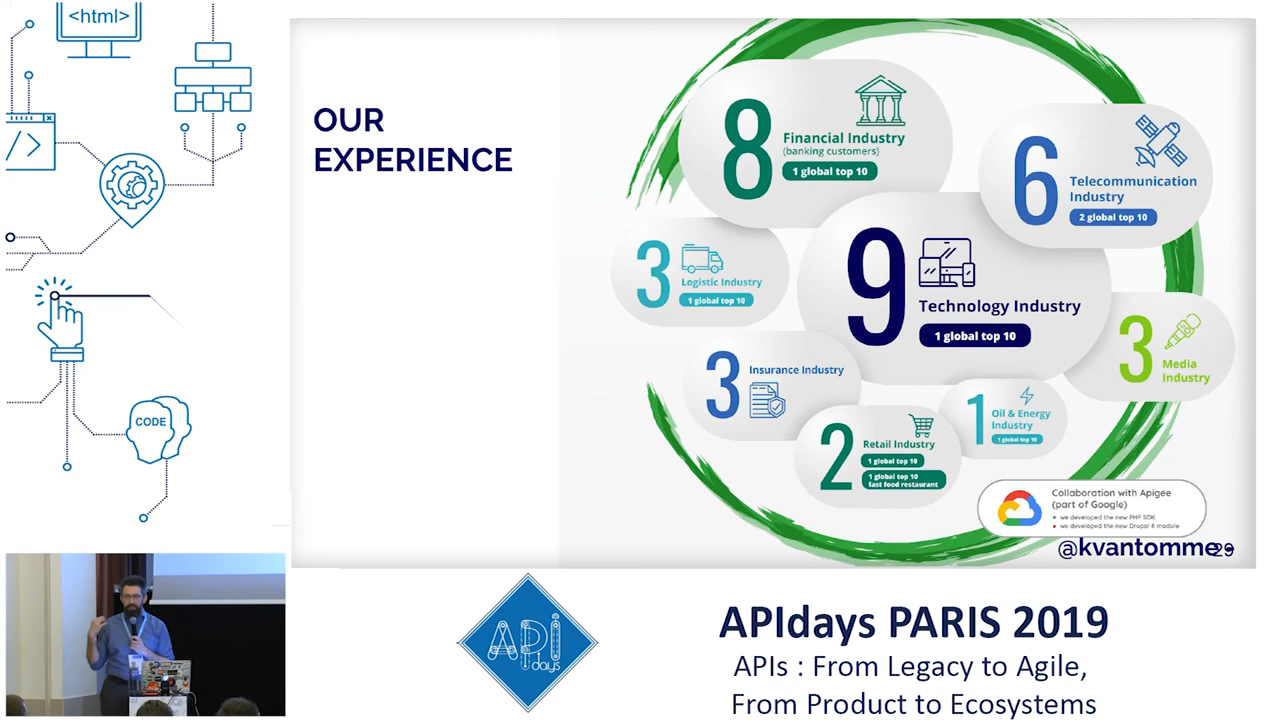 <html>
</>
CODE
OUR
EXPERIENCE
8
Financial Industry
(banking customers)
1 global top 10
6
Telecommunication
Industry
2 global top 10
3
Logistic Industry
1 global top 10
9
Technology Industry
1 global top 10
3
Media
Industry
3
Insurance Industry
1
Oil & Energy
Industry
1 global top 10
2
Retail Industry
1 global top 10
1 global top 10
fast food restaurant
Collaboration with Apigee
(part of Google)
we developed the new PHP SDK
we developed the new Drupal 8 module
@kvantomme
29
API
days
APIdays PARIS 2019
APIs : From Legacy to Agile,
From Product to Ecosystems